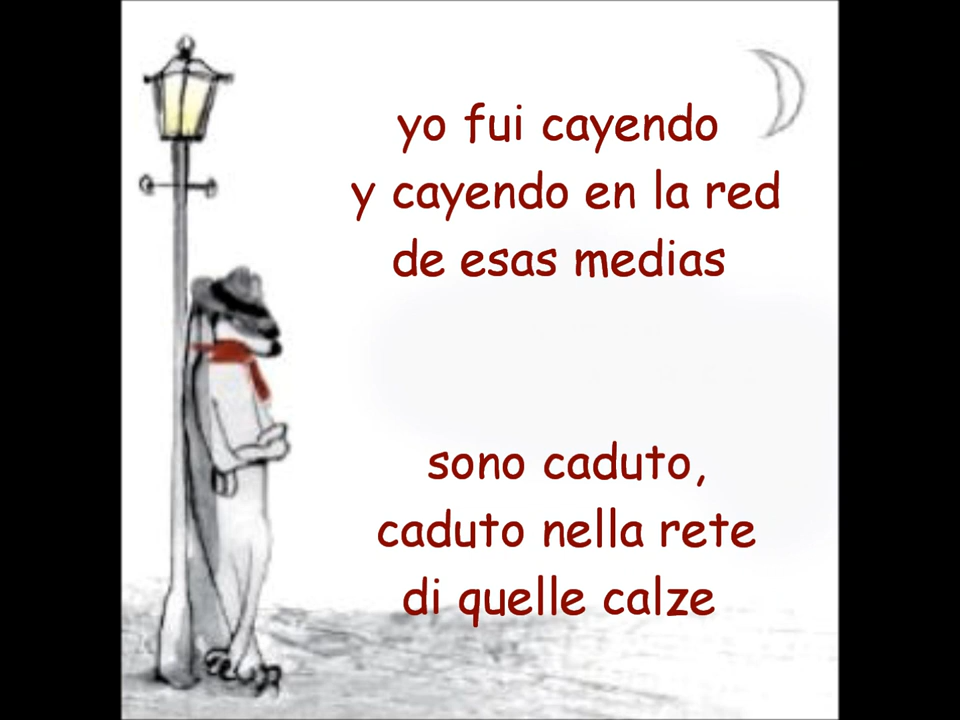 yo fui cayendo
y cayendo en la red
de esas medias
sono caduto,
caduto nella rete
di quelle calze